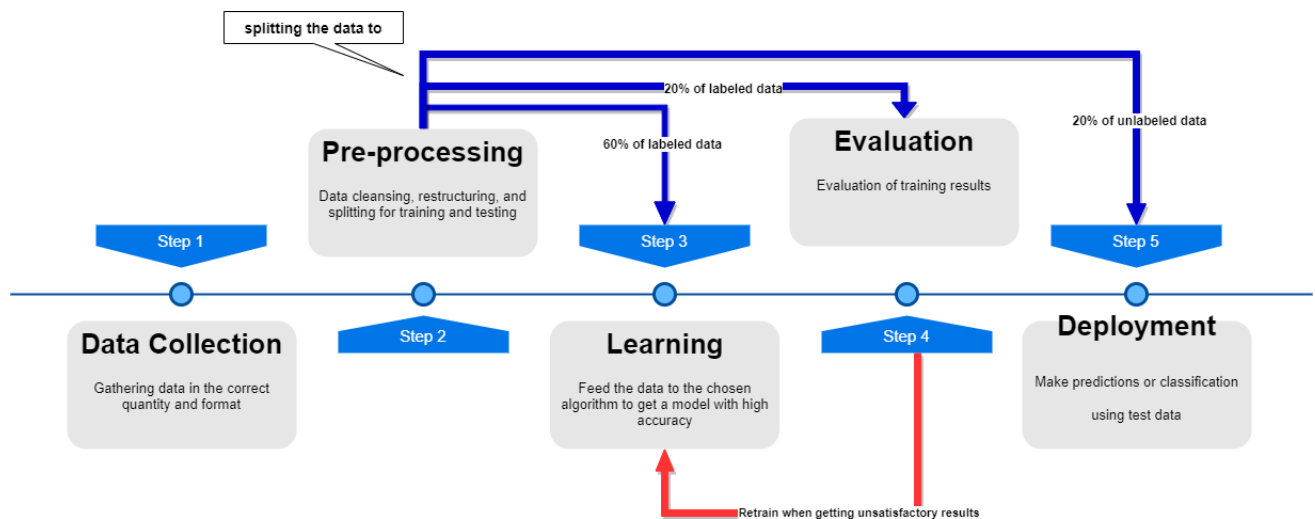 splitting the data to
20% of labeled data
60% of labeled data
20% of unlabeled data
Pre-processing
Data cleansing, restructuring, and
splitting for training and testing
Evaluation
Evaluation of training results
Step 1
Step 3
Step 5
Step 2
Step 4
Data Collection
Gathering data in the correct
quantity and format
Learning
Feed the data to the chosen
algorithm to get a model with high
accuracy
Deployment
Make predictions or classification
using test data
Retrain when getting unsatisfactory results